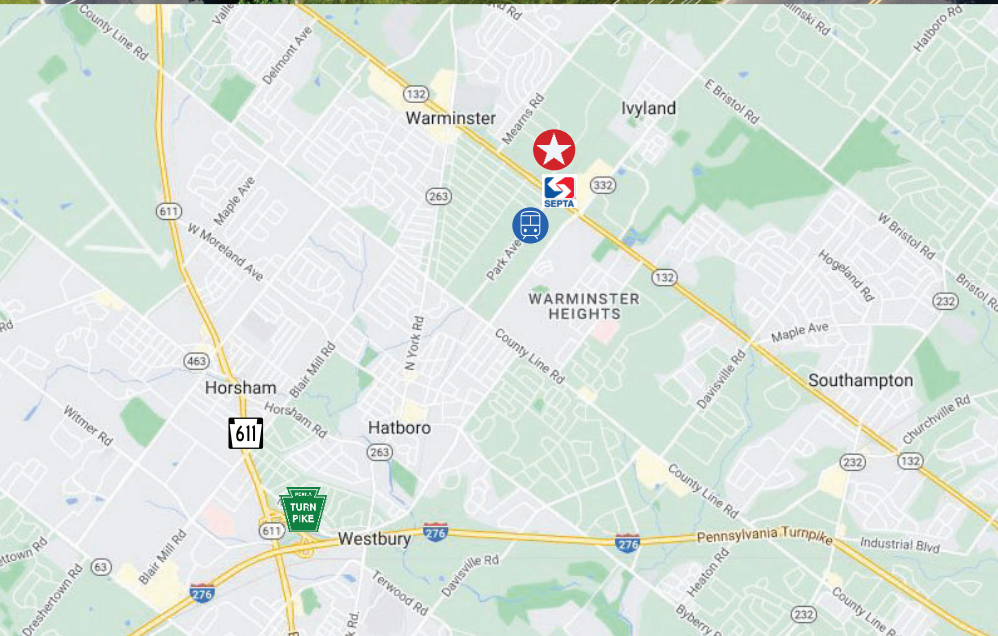 County Line Rd
Delmont Ave
132
Warminster
Mearns Rd
Ivyland
E Bristol Rd
Hatboro Rd
263
SEPTA
332
611
Maple Ave
W Moreland Ave
Park Ave
132
W Bristol Rd
Hogeland Rd
Bristol Rd
232
WARMINSTER
HEIGHTS
Rd
N York Rd
County Line Rd
Maple Ave
Davisville Rd
463
Blair Mill Rd
Horsham
Southampton
Horsham Rd
Witmer Rd
611
Hatboro
263
Churchville Rd
232
132
County Line Rd
TURN
PIKE
611
Westbury
276
276
Pennsylvania Turnpike
Industrial Blvd
63
Blair Mill Rd
276
Dreshertown Rd
Terwood Rd
Davisville Rd
Heaton Rd
Byberry Rd
232
County Line Rd